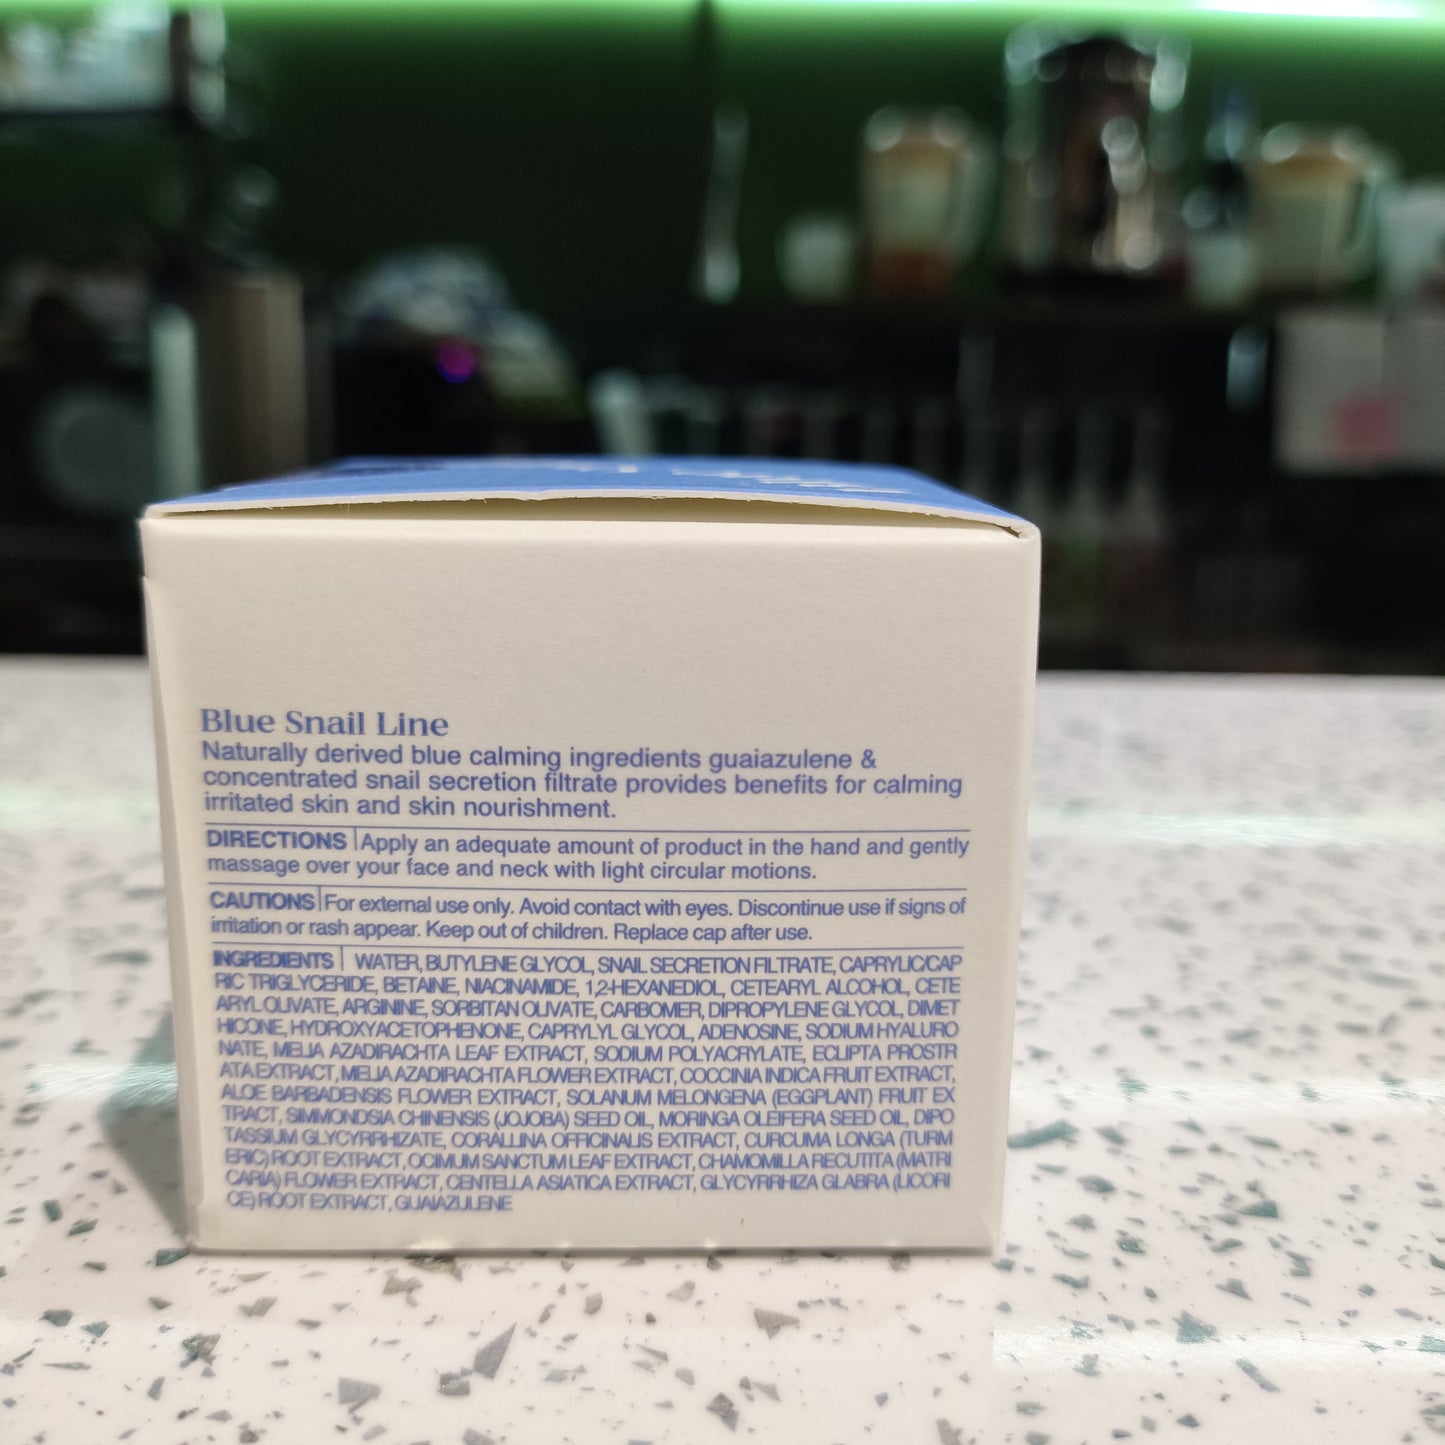 Blue Snail Line
Naturally derived blue calming ingredients guaiazulene &
concentrated snail secretion filtrate provides benefits for calming
irritated skin and skin nourishment.
DIRECTIONS | Apply an adequate amount of product in the hand and gently
massage over your face and neck with light circular motions.
CAUTIONS | For external use only. Avoid contact with eyes. Discontinue use if signs of
irritation or rash appear. Keep out of children. Replace cap after use.
INGREDIENTS | WATER, BUTYLENE GLYCOL, SNAIL SECRETION FILTRATE, CAPRYLIC/CAP
RIC TRIGLYCERIDE, BETAINE, NIACINAMIDE, 1,2-HEXANEDIOL, CETEARYL ALCOHOL, CETE
ARYL OLIVATE, ARGININE, SORBITAN OLIVATE, CARBOMER, DIPROPYLENE GLYCOL, DIMET
HICONE, HYDROXYACETOPHENONE, CAPRYLYL GLYCOL, ADENOSINE, SODIUM HYALURO
NATE, MELIA AZADIRACHTA LEAF EXTRACT, SODIUM POLYACRYLATE, ECLIPTA PROSTR
ATA EXTRACT, MELIA AZADIRACHTA FLOWER EXTRACT, COCCINIA INDICA FRUIT EXTRACT,
ALOE BARBADENSIS FLOWER EXTRACT, SOLANUM MELONGENA (EGGPLANT) FRUIT EX
TRACT, SIMMONDSIA CHINENSIS (JOJOBA) SEED OIL, MORINGA OLEIFERA SEED OIL, DIPO
TASSIUM GLYCYRRHIZATE, CORALLINA OFFICINALIS EXTRACT, CURCUMA LONGA (TURM
ERIC) ROOT EXTRACT, OCIMUM SANCTUM LEAF EXTRACT, CHAMOMILLA RECUTITA (MATRI
CARIA) FLOWER EXTRACT, CENTELLA ASIATICA EXTRACT, GLYCYRRHIZA GLABRA (LICORI
CE) ROOT EXTRACT, GUAIAZULENE